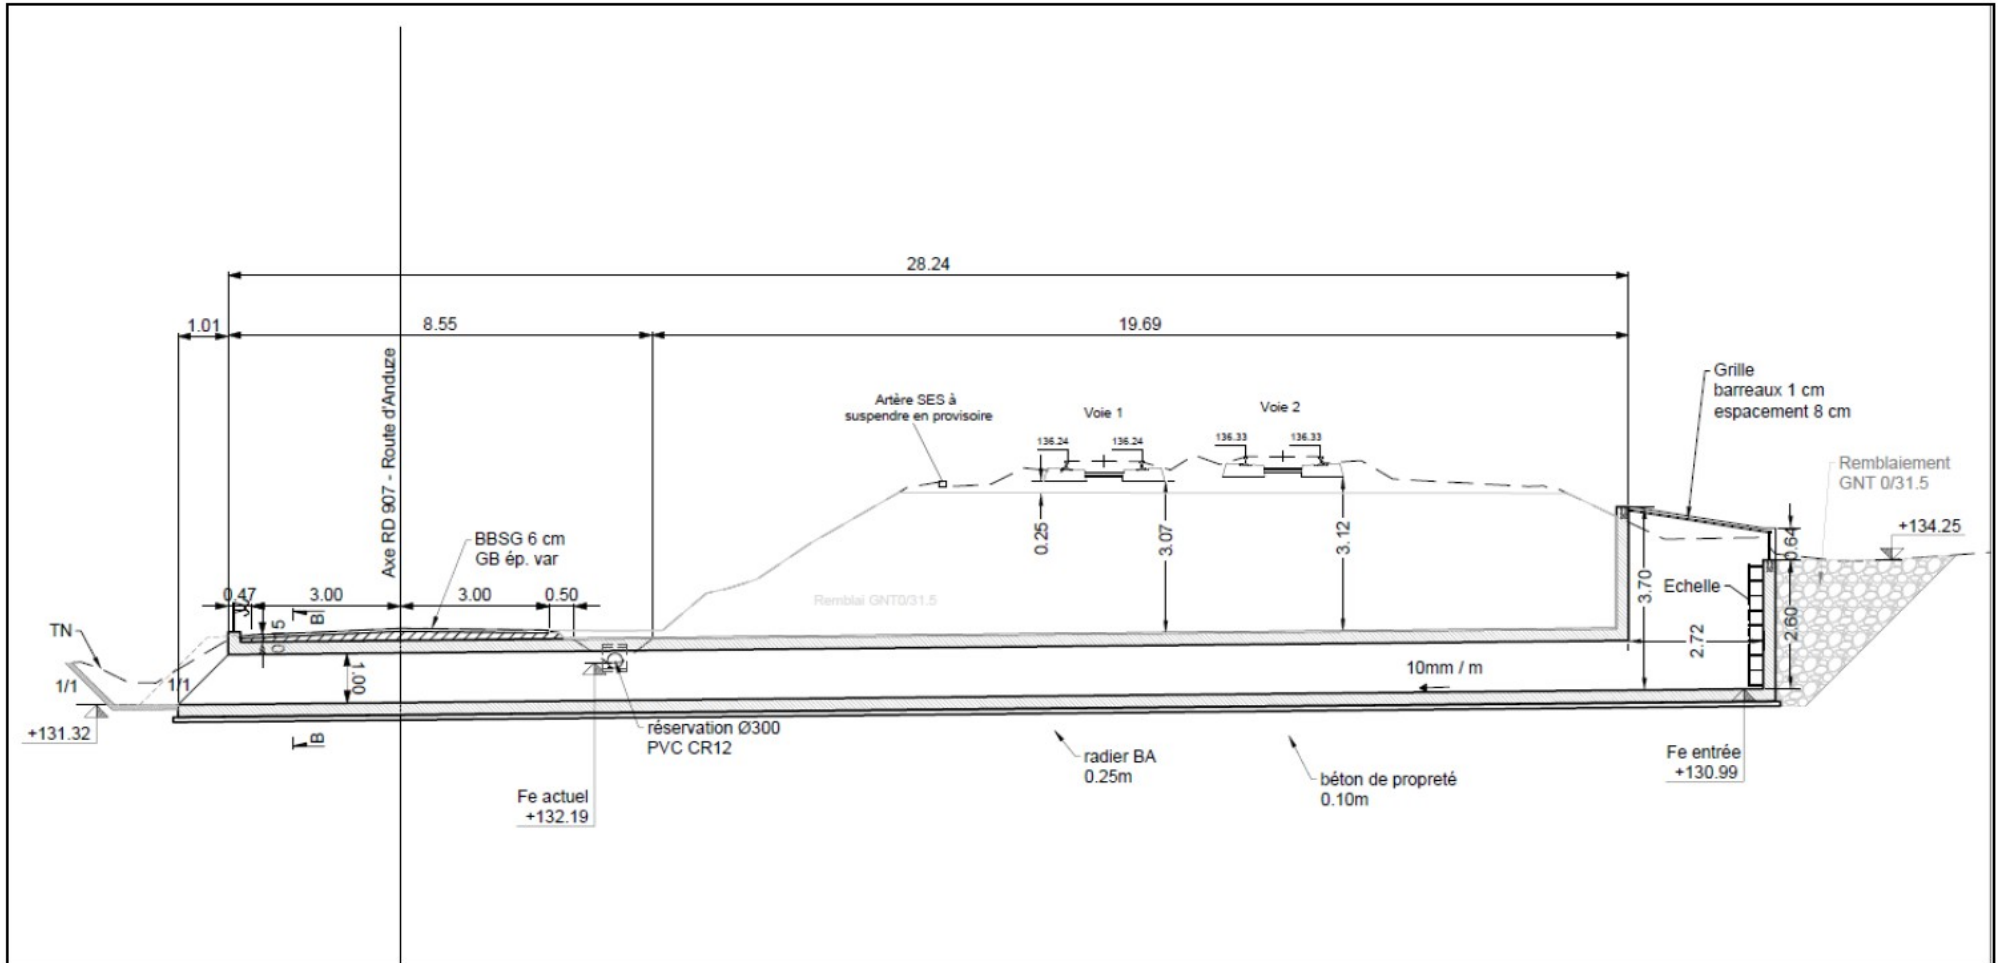 28.24
1.01
8.55
19.69
Axe RD 907 - Route d'Anduze
Artère SES à
suspendre en provisoire
Voie 1
Voie 2
136.24
136.24
136.33
136.33
Grille
barreaux 1 cm
espacement 8 cm
Remblaiement
GNT 0/31.5
+134.25
BBSG 6 cm
GB ép. var
0.25
3.07
3.12
3.70
0.64
Echelle
2.60
2.72
0.47
3.00
3.00
0.50
B
Remblai GNT0/31.5
TN
1/1
1/1
1.00
10mm / m
+131.32
B
réservation Ø300
PVC CR12
radier BA
0.25m
béton de propreté
0.10m
Fe entrée
+130.99
Fe actuel
+132.19